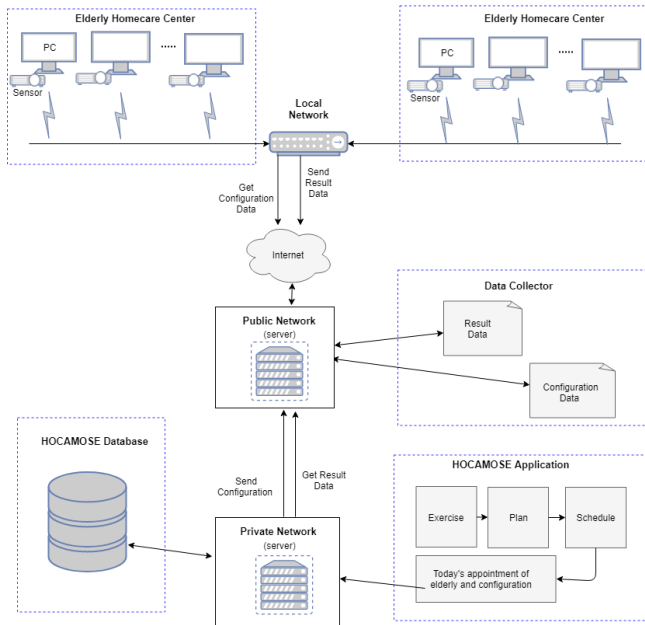 Elderly Homecare Center
PC
.....
Sensor
Elderly Homecare Center
PC
.....
Sensor
Local
Network
Get
Configuration
Data
Send
Result
Data
Internet
Public Network
(server)
Data Collector
Result
Data
Configuration
Data
HOCAMOSE Database
Send
Configuration
Get Result
Data
Private Network
(server)
HOCAMOSE Application
Exercise
Plan
Schedule
Today's appointment of
elderly and configuration